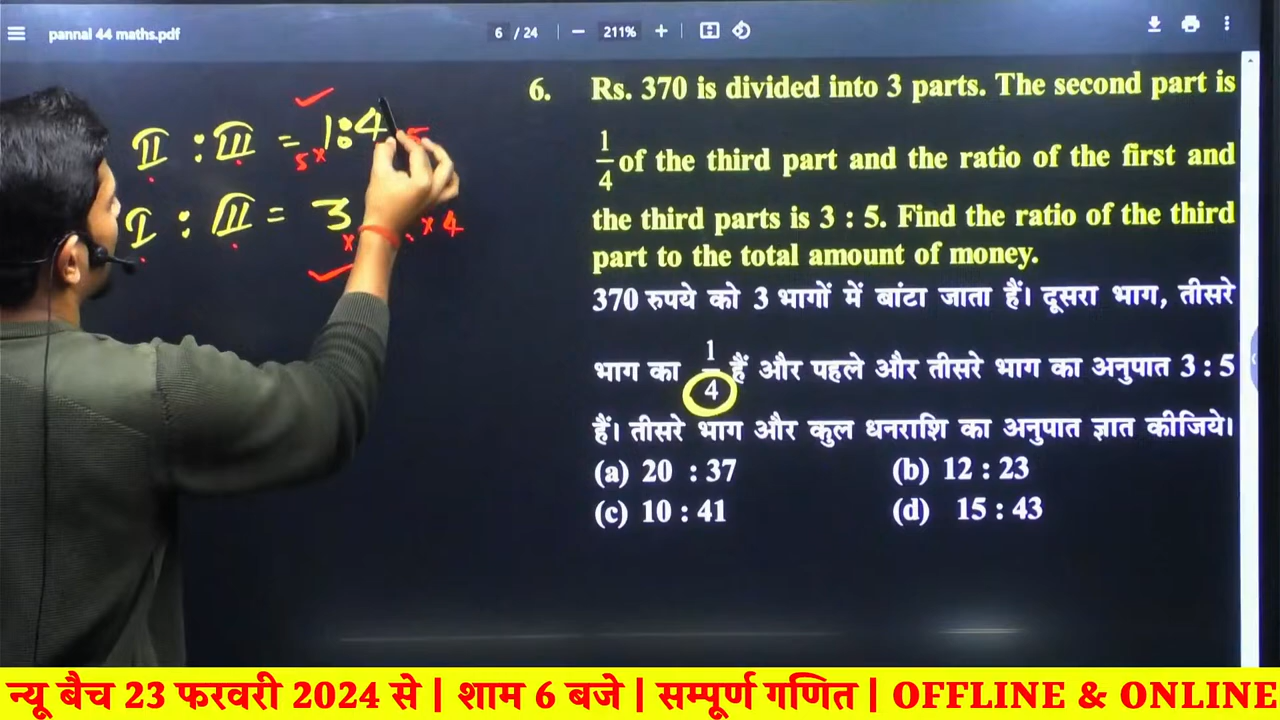 pannal 44 maths.pdf
6 / 24
211%
II : III = 1:4
5×
5
I : III = 3
×
× 4
6. Rs. 370 is divided into 3 parts. The second part is
1/4 of the third part and the ratio of the first and
the third parts is 3 : 5. Find the ratio of the third
part to the total amount of money.
370 रुपये को 3 भागों में बांटा जाता हैं। दूसरा भाग, तीसरे
भाग का 1/4 हैं और पहले और तीसरे भाग का अनुपात 3 : 5
हैं। तीसरे भाग और कुल धनराशि का अनुपात ज्ञात कीजिये।
(a) 20 : 37 (b) 12 : 23
(c) 10 : 41 (d) 15 : 43
न्यू बैच 23 फरवरी 2024 से | शाम 6 बजे | सम्पूर्ण गणित | OFFLINE & ONLINE